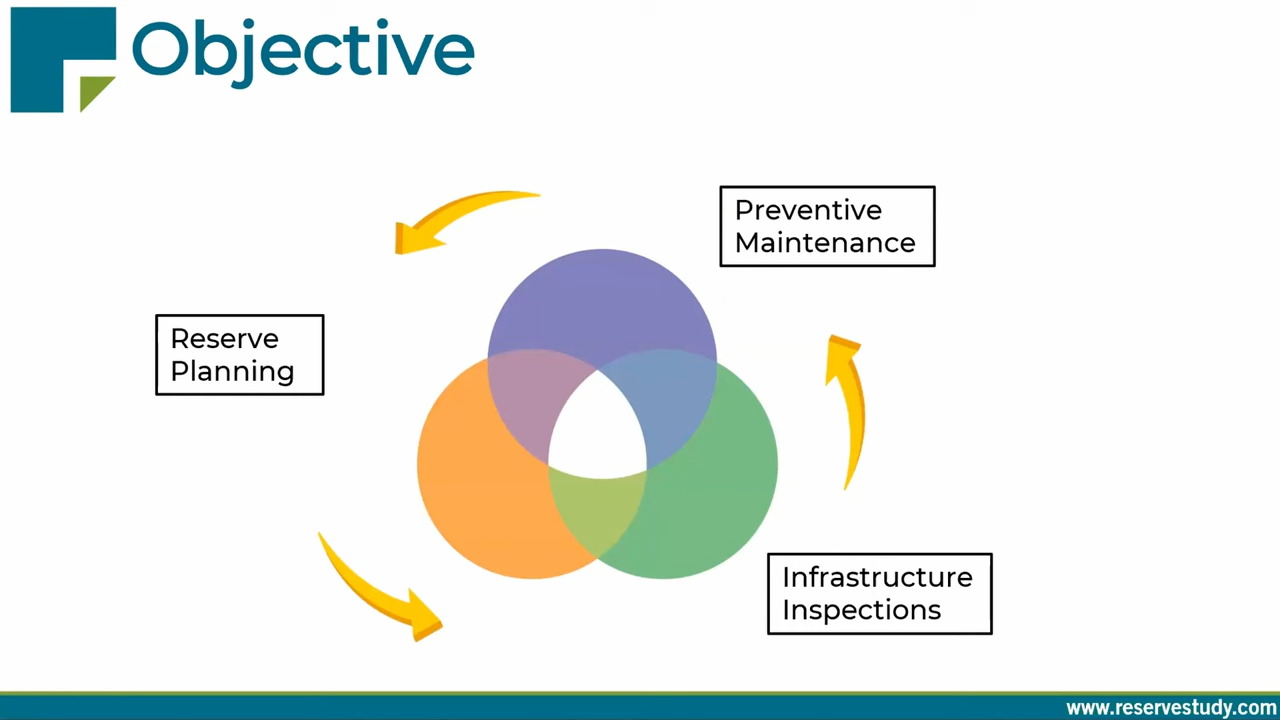 Objective
Preventive
Maintenance
Reserve
Planning
Infrastructure
Inspections
www.reservestudy.com